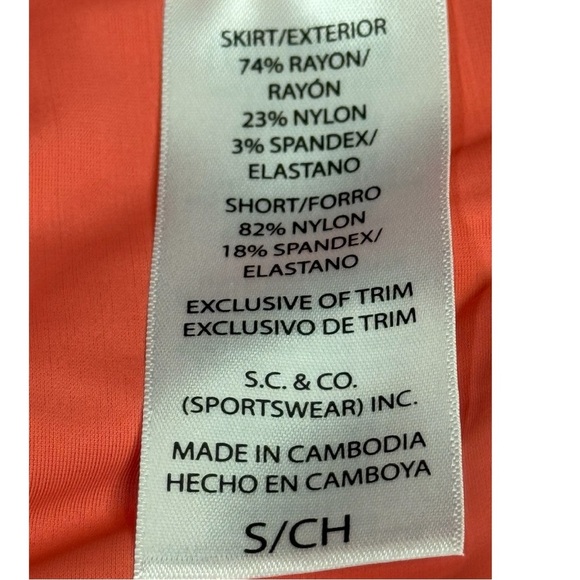 SKIRT/EXTERIOR
74% RAYON/
RAYÓN
23% NYLON
3% SPANDEX/
ELASTANO
SHORT/FORRO
82% NYLON
18% SPANDEX/
ELASTANO
EXCLUSIVE OF TRIM
EXCLUSIVO DE TRIM
S.C. & CO.
(SPORTSWEAR) INC.
MADE IN CAMBODIA
HECHO EN CAMBOYA
S/CH